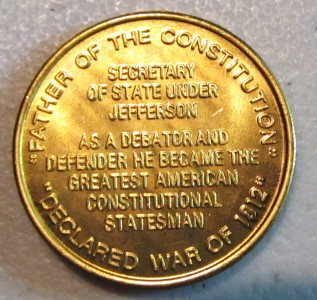 "FATHER OF THE CONSTITUTION"
SECRETARY
OF STATE UNDER
JEFFERSON
AS A DEBATOR AND
DEFENDER HE BECAME THE
GREATEST AMERICAN
CONSTITUTIONAL
STATESMAN
"DECLARED WAR OF 1812"